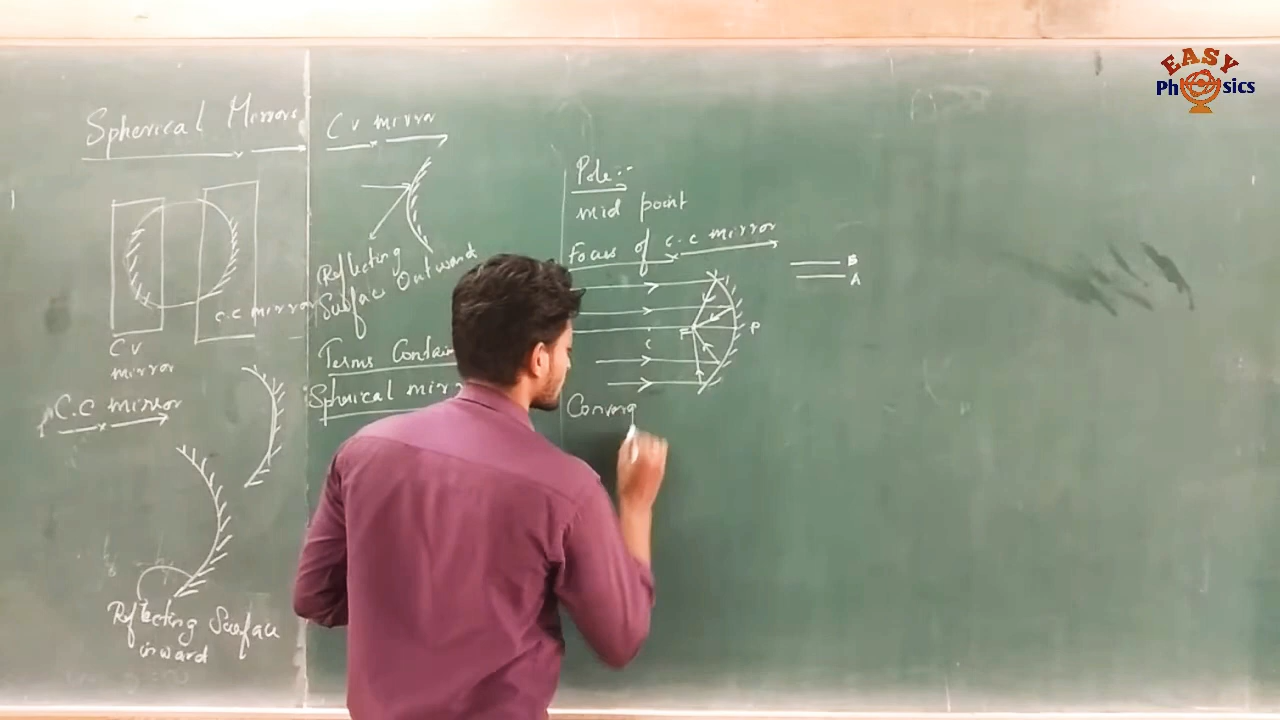 Spherical Mirrors
Cv
mirror
c.c mirror
C.C mirror
Reflecting Surface
inward
Cv mirror
Reflecting
Surface Outward
Terms Contain
Spherical mirr
Pole:-
mid point
Focus of c.c mirror
B
A
F
P
c
Converg
EASY
Physics